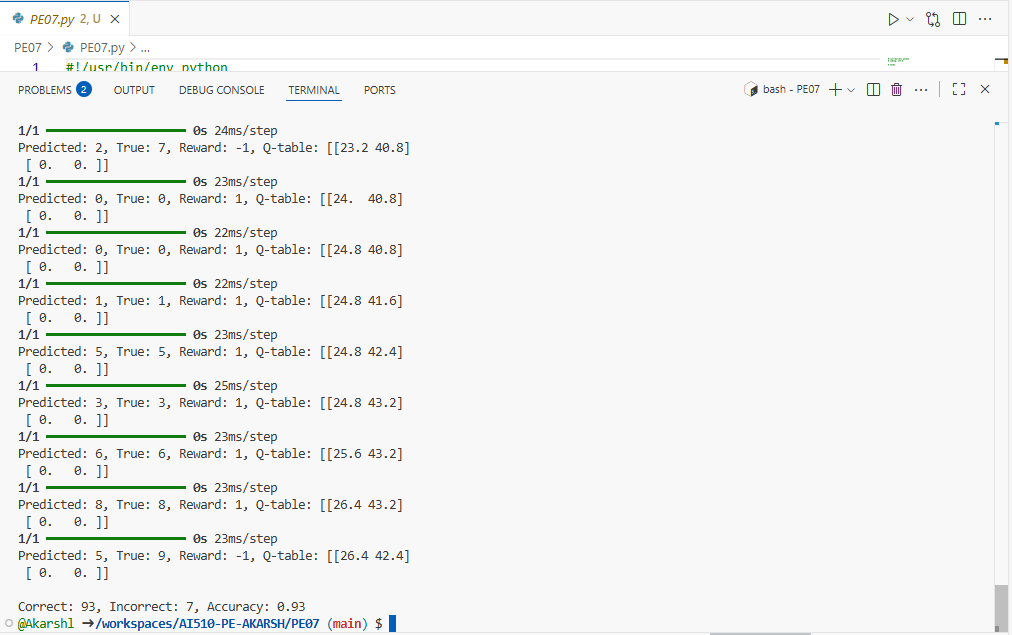 PE07.py 2, U
PE07 > PE07.py > ...
1 #!/usr/bin/env python
PROBLEMS 2 OUTPUT DEBUG CONSOLE TERMINAL PORTS bash - PE07
1/1 0s 24ms/step
Predicted: 2, True: 7, Reward: -1, Q-table: [[23.2 40.8]
[ 0. 0. ]]
1/1 0s 23ms/step
Predicted: 0, True: 0, Reward: 1, Q-table: [[24. 40.8]
[ 0. 0. ]]
1/1 0s 22ms/step
Predicted: 0, True: 0, Reward: 1, Q-table: [[24.8 40.8]
[ 0. 0. ]]
1/1 0s 22ms/step
Predicted: 1, True: 1, Reward: 1, Q-table: [[24.8 41.6]
[ 0. 0. ]]
1/1 0s 23ms/step
Predicted: 5, True: 5, Reward: 1, Q-table: [[24.8 42.4]
[ 0. 0. ]]
1/1 0s 25ms/step
Predicted: 3, True: 3, Reward: 1, Q-table: [[24.8 43.2]
[ 0. 0. ]]
1/1 0s 23ms/step
Predicted: 6, True: 6, Reward: 1, Q-table: [[25.6 43.2]
[ 0. 0. ]]
1/1 0s 23ms/step
Predicted: 8, True: 8, Reward: 1, Q-table: [[26.4 43.2]
[ 0. 0. ]]
1/1 0s 23ms/step
Predicted: 5, True: 9, Reward: -1, Q-table: [[26.4 42.4]
[ 0. 0. ]]
Correct: 93, Incorrect: 7, Accuracy: 0.93
@Akarshl ➜/workspaces/AI510-PE-AKARSH/PE07 (main) $